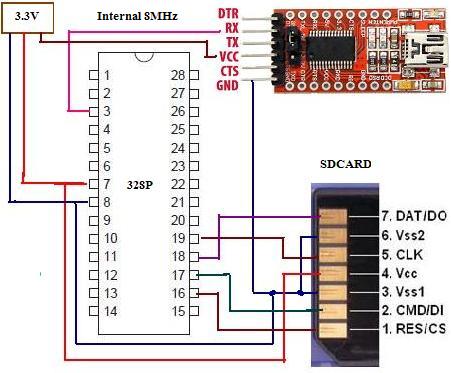 3.3V
Internal 8MHz
DTR
RX
TX
VCC
CTS
GND
1 28
2 27
3 26
4 25
5 24
6 23
7 22
8 21
9 20
10 19
11 18
12 17
13 16
14 15
328P
SDCARD
7. DAT/DO
6. Vss2
5. CLK
4. Vcc
3. Vss1
2. CMD/DI
1. RES/CS